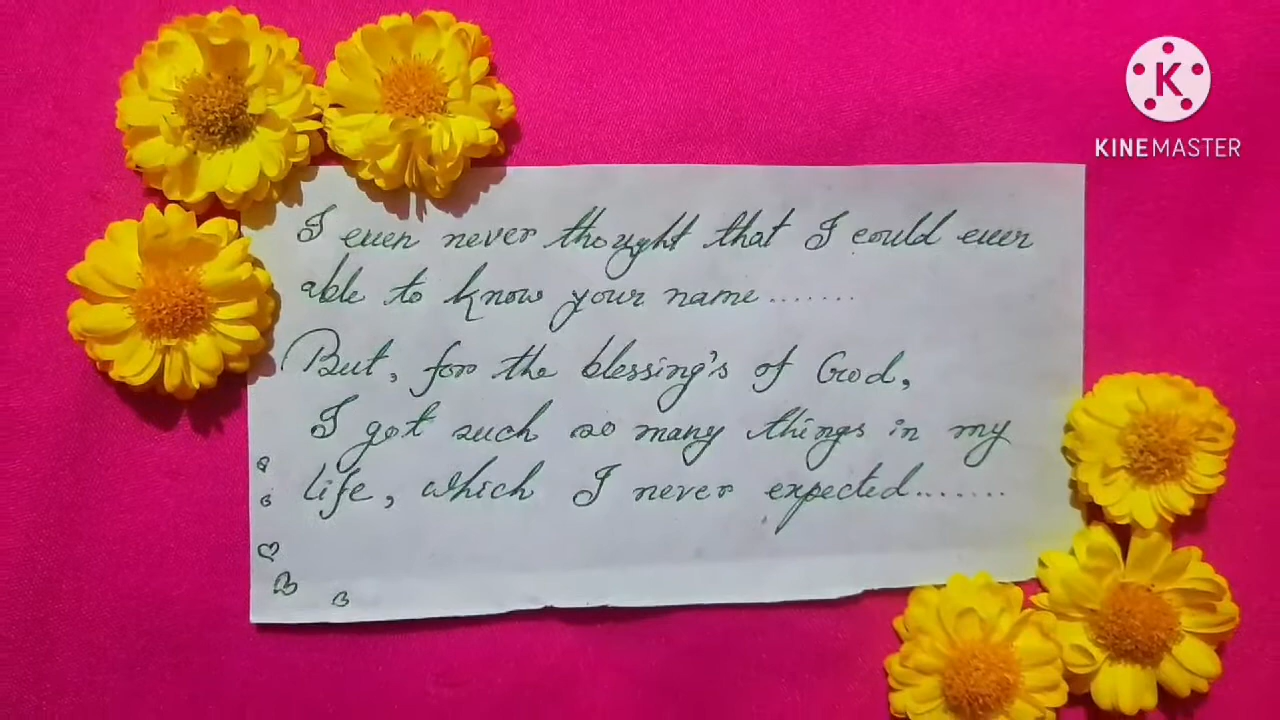 KINEMASTER
I even never thought that I could ever
able to know your name.......
But, for the blessing's of God,
I got such so many things in my
life, which I never expected.......